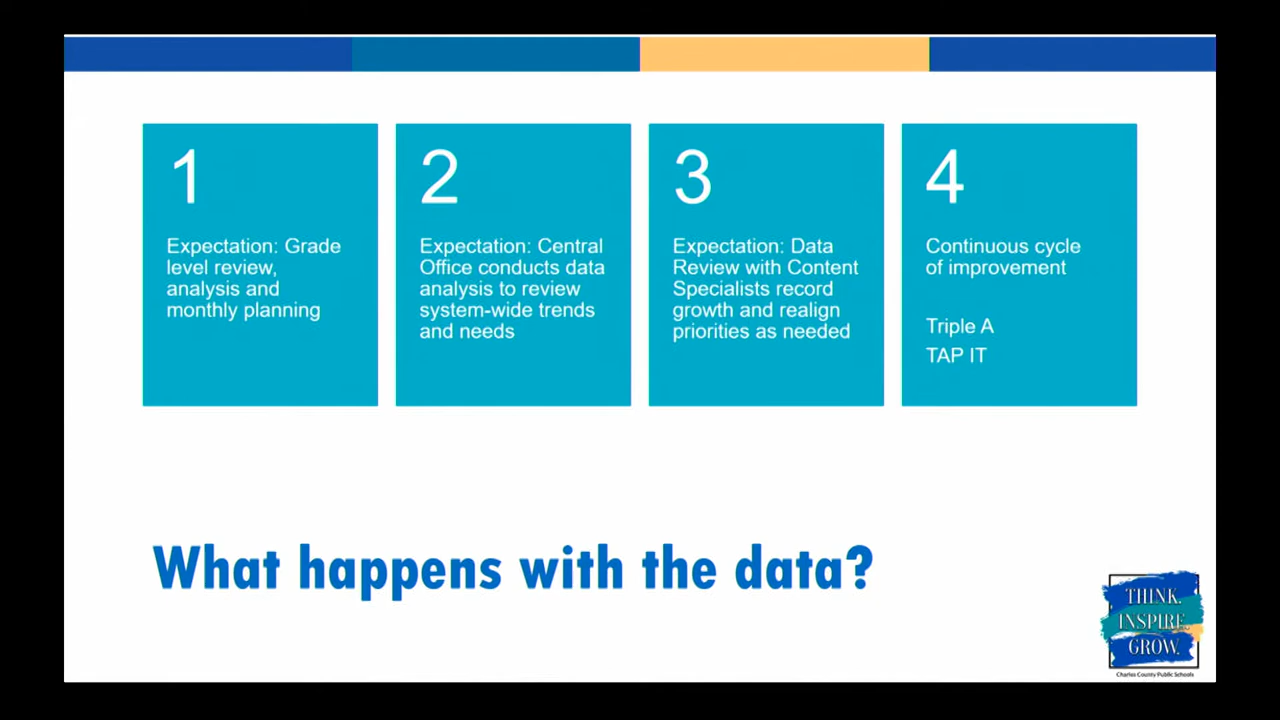 1
Expectation: Grade
level review,
analysis and
monthly planning
2
Expectation: Central
Office conducts data
analysis to review
system-wide trends
and needs
3
Expectation: Data
Review with Content
Specialists record
growth and realign
priorities as needed
4
Continuous cycle
of improvement
Triple A
TAP IT
What happens with the data?
THINK.
INSPIRE.
GROW.
Charles County Public Schools